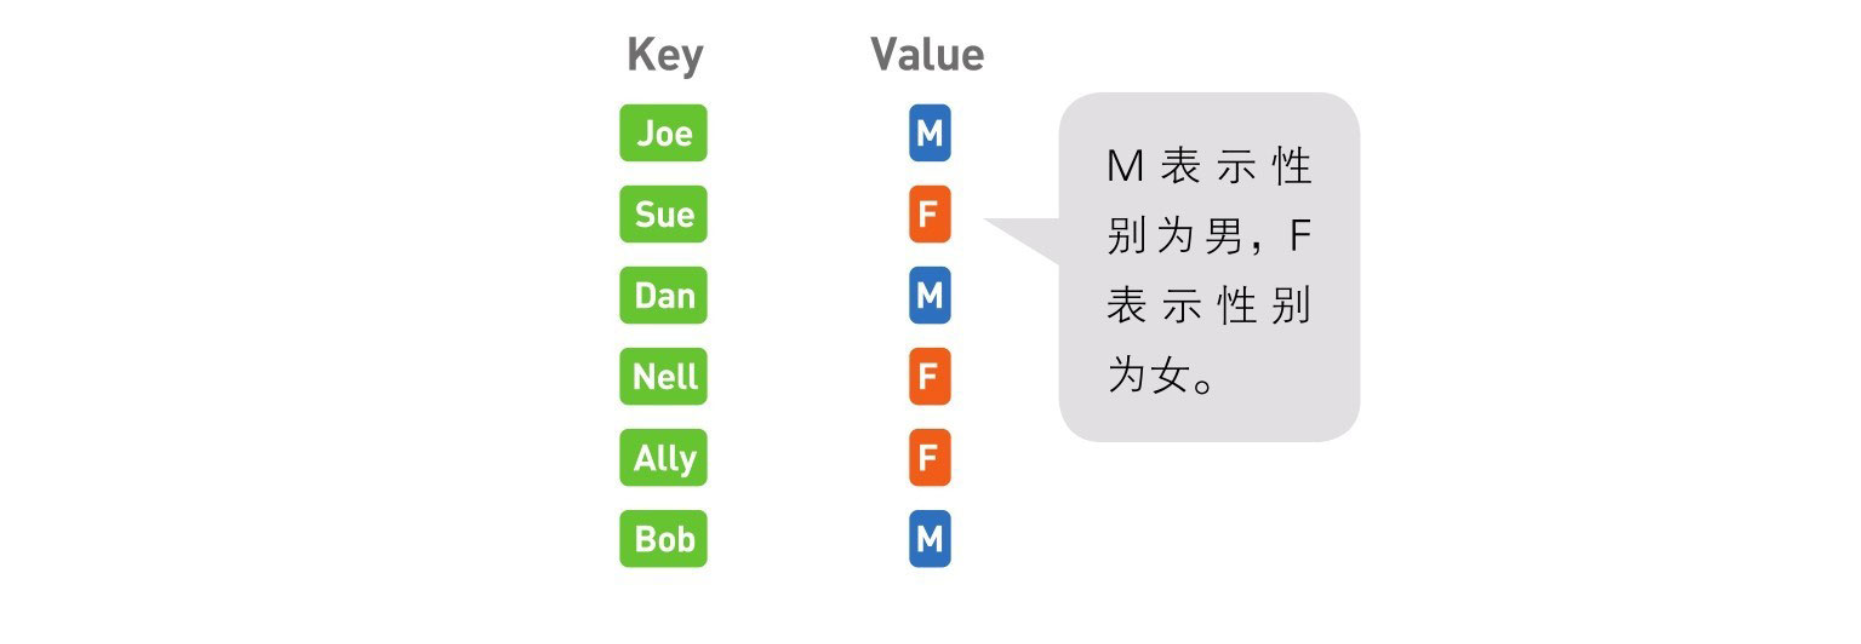 Key Value
Joe M
Sue F
Dan M
Nell F
Ally F
Bob M
M 表示性
别为男，F
表示性别
为女。